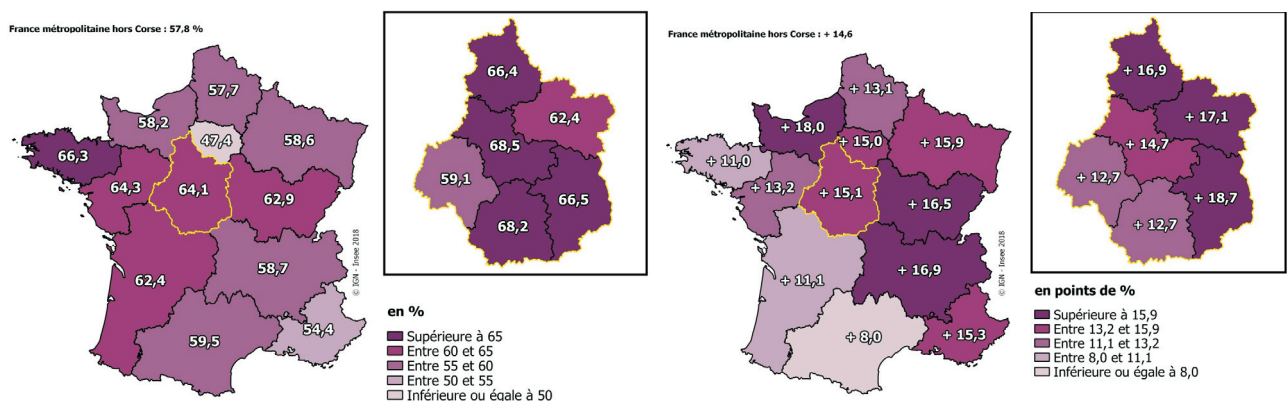 France métropolitaine hors Corse : 57,8 %
57,7
58,2
47,4
58,6
66,3
64,3
64,1
62,9
62,4
58,7
54,4
59,5
© IGN - Insee 2018
66,4
62,4
68,5
59,1
66,5
68,2
en %
Supérieure à 65
Entre 60 et 65
Entre 55 et 60
Entre 50 et 55
Inférieure ou égale à 50
France métropolitaine hors Corse : + 14,6
+ 13,1
+ 18,0
+ 15,0
+ 15,9
+ 11,0
+ 13,2
+ 15,1
+ 16,5
+ 11,1
+ 16,9
+ 8,0
+ 15,3
© IGN - Insee 2018
+ 16,9
+ 17,1
+ 14,7
+ 12,7
+ 18,7
+ 12,7
en points de %
Supérieure à 15,9
Entre 13,2 et 15,9
Entre 11,1 et 13,2
Entre 8,0 et 11,1
Inférieure ou égale à 8,0